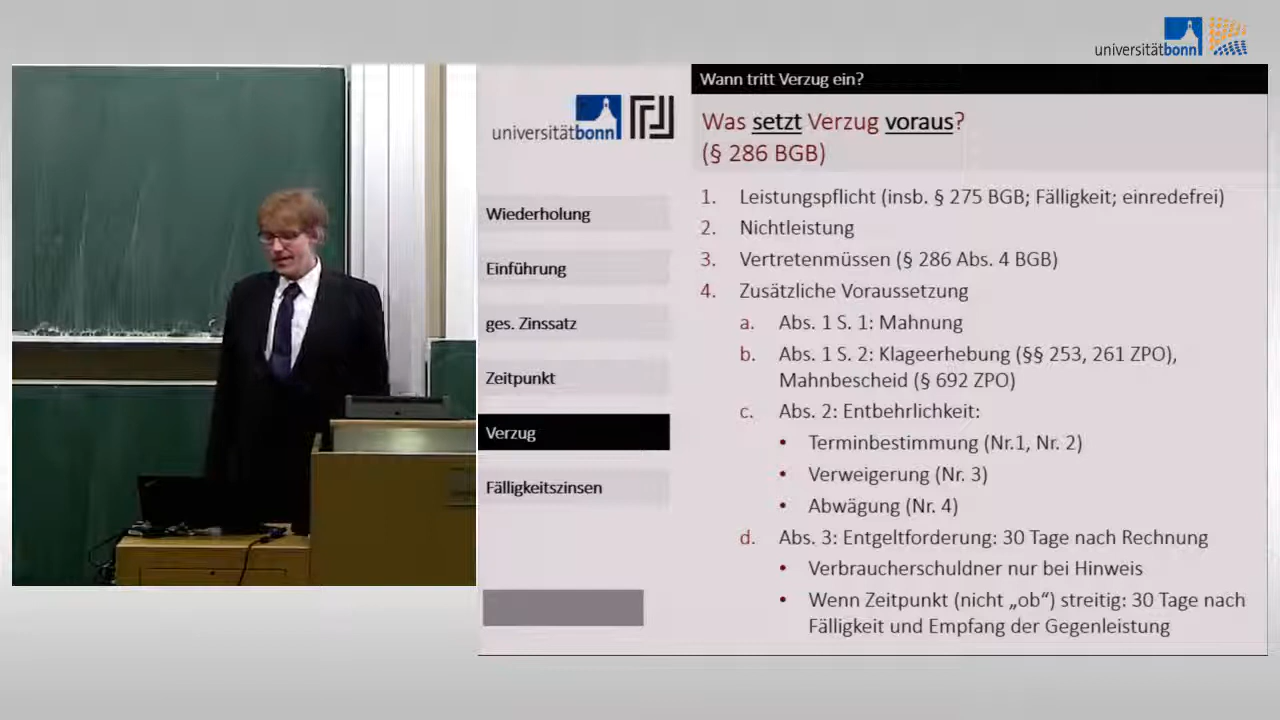 universitätbonn
Wann tritt Verzug ein?
universitätbonn
Was setzt Verzug voraus?
(§ 286 BGB)
Wiederholung
Einführung
ges. Zinssatz
Zeitpunkt
Verzug
Fälligkeitszinsen
1. Leistungspflicht (insb. § 275 BGB; Fälligkeit; einredefrei)
2. Nichtleistung
3. Vertretenmüssen (§ 286 Abs. 4 BGB)
4. Zusätzliche Voraussetzung
a. Abs. 1 S. 1: Mahnung
b. Abs. 1 S. 2: Klageerhebung (§§ 253, 261 ZPO),
Mahnbescheid (§ 692 ZPO)
c. Abs. 2: Entbehrlichkeit:
• Terminbestimmung (Nr.1, Nr. 2)
• Verweigerung (Nr. 3)
• Abwägung (Nr. 4)
d. Abs. 3: Entgeltforderung: 30 Tage nach Rechnung
• Verbraucherschuldner nur bei Hinweis
• Wenn Zeitpunkt (nicht „ob“) streitig: 30 Tage nach
Fälligkeit und Empfang der Gegenleistung